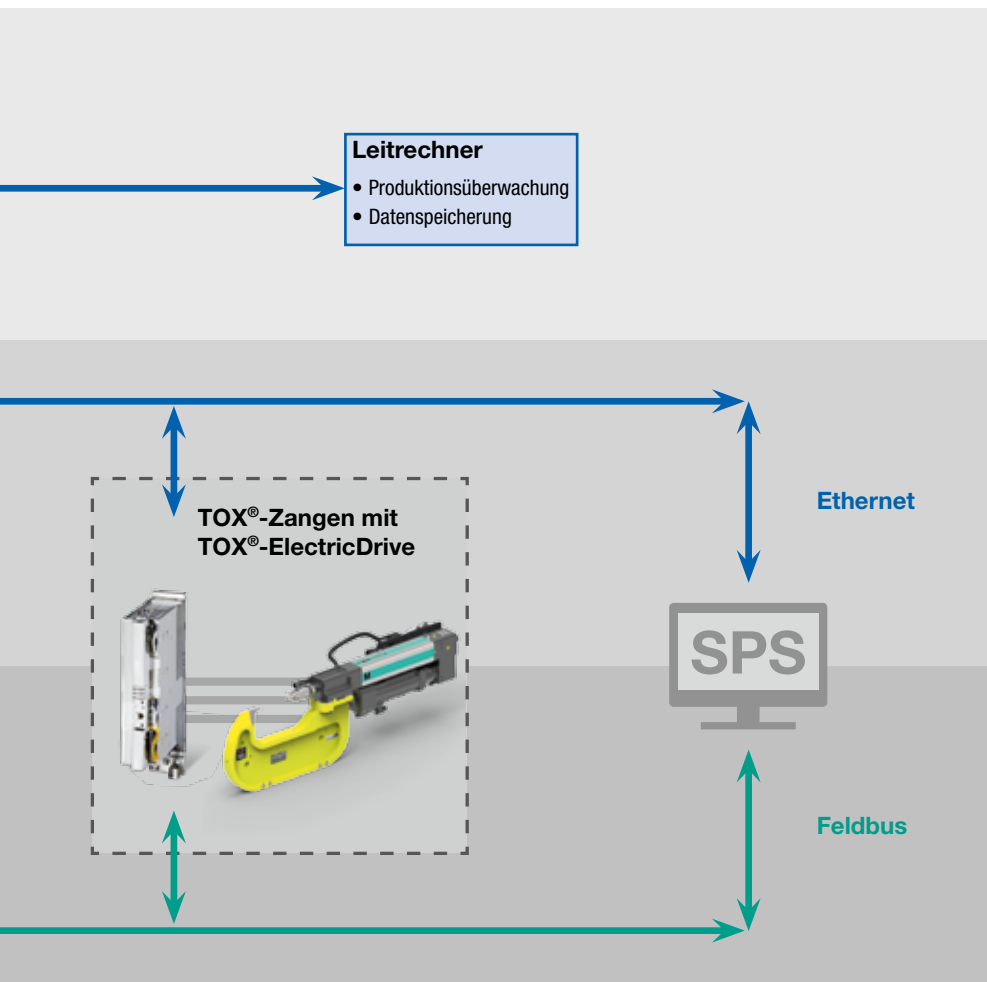 Leitrechner
• Produktionsüberwachung
• Datenspeicherung
TOX®-Zangen mit
TOX®-ElectricDrive
Ethernet
SPS
Feldbus